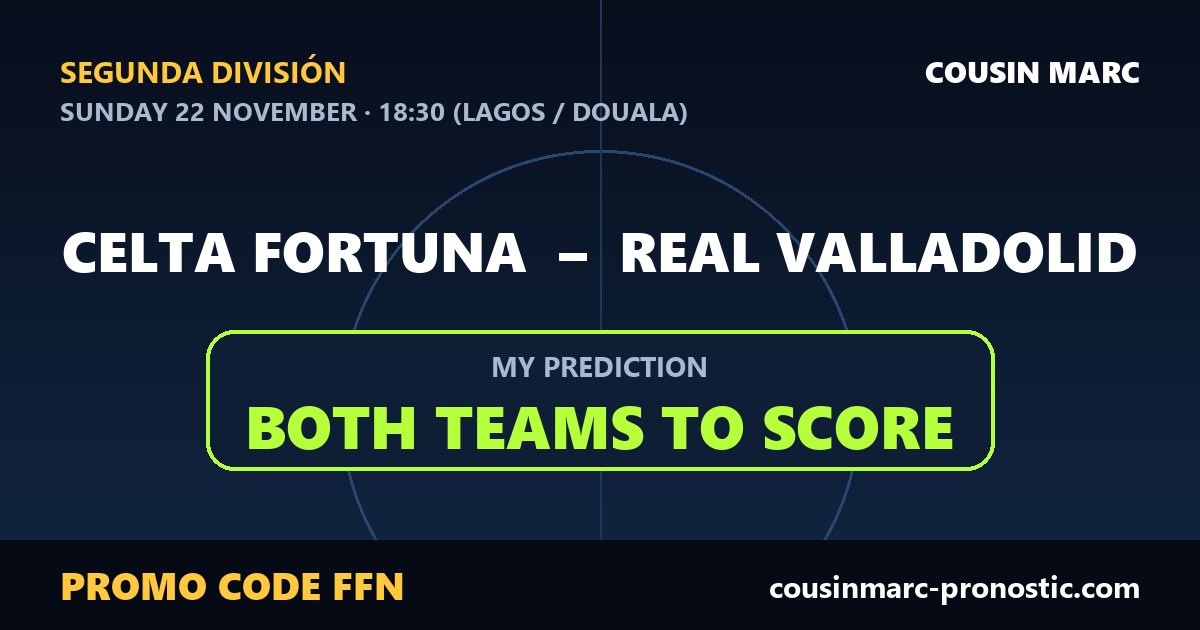 SEGUNDA DIVISIÓN
COUSIN MARC
SUNDAY 22 NOVEMBER · 18:30 (LAGOS / DOUALA)
CELTA FORTUNA – REAL VALLADOLID
MY PREDICTION
BOTH TEAMS TO SCORE
PROMO CODE FFN
cousinmarc-pronostic.com